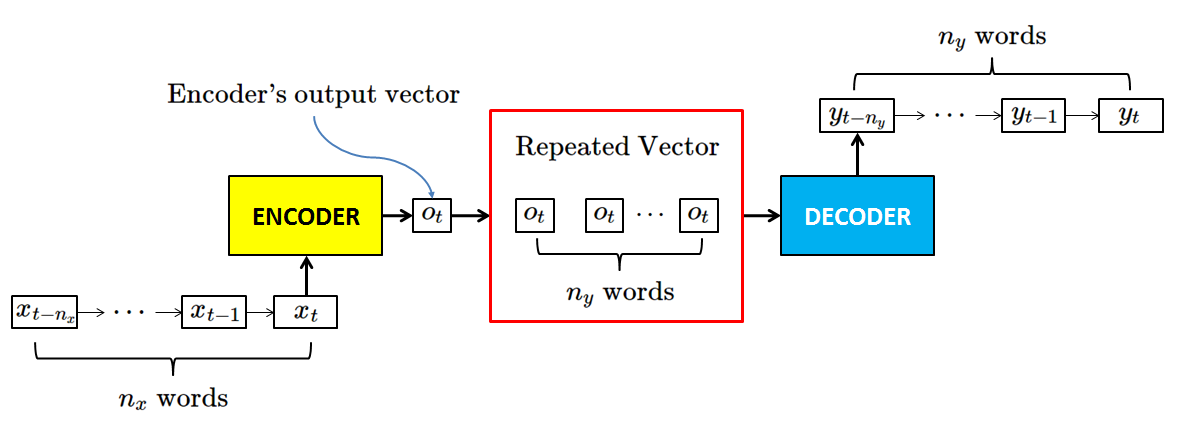 n_y words
Encoder's output vector
y_{t-n_y} ... y_{t-1} y_t
Repeated Vector
ENCODER o_t o_t o_t ... o_t DECODER
n_y words
x_{t-n_x} ... x_{t-1} x_t
n_x words